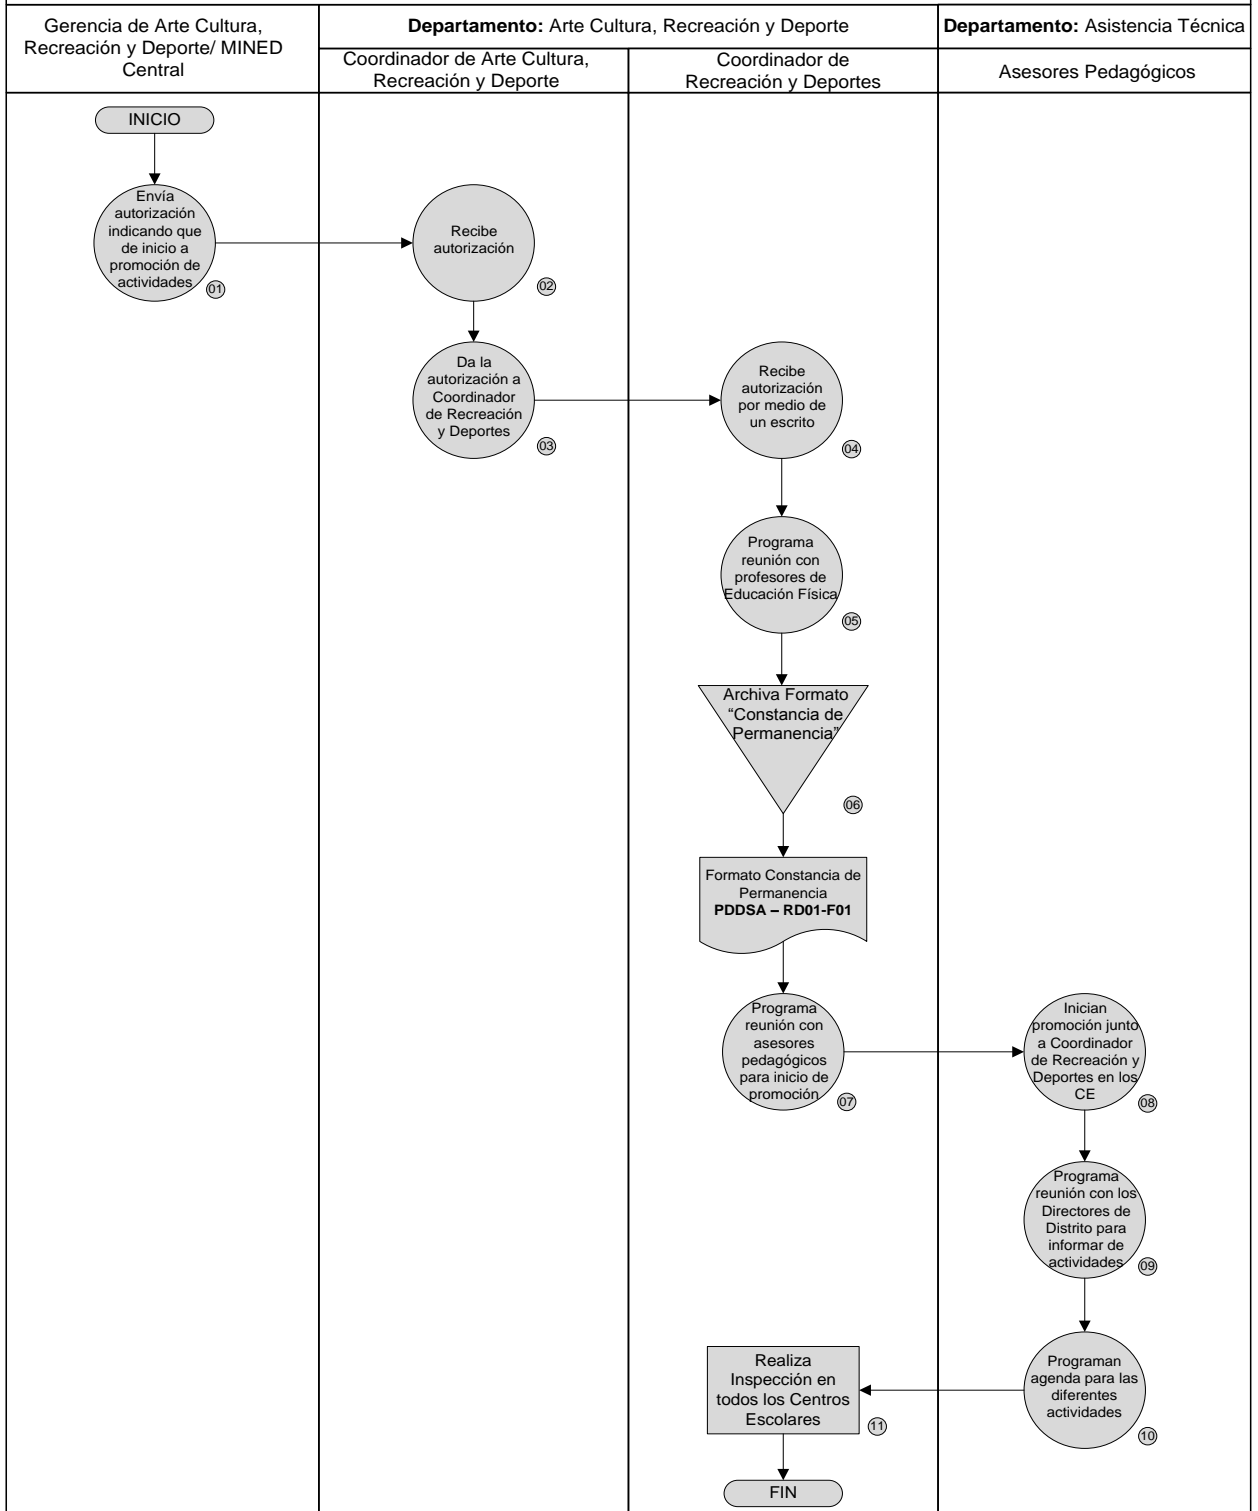 Gerencia de Arte Cultura,
Recreación y Deporte/ MINED
Central
Departamento: Arte Cultura, Recreación y Deporte
Departamento: Asistencia Técnica
Coordinador de Arte Cultura,
Recreación y Deporte
Coordinador de
Recreación y Deportes
Asesores Pedagógicos
INICIO
Envía
autorización
indicando que
de inicio a
promoción de
actividades
01
Recibe
autorización
02
Da la
autorización a
Coordinador
de Recreación
y Deportes
03
Recibe
autorización
por medio de
un escrito
04
Programa
reunión con
profesores de
Educación Física
05
Archiva Formato
“Constancia de
Permanencia”
06
Formato Constancia de
Permanencia
PDDSA – RD01-F01
Programa
reunión con
asesores
pedagógicos
para inicio de
promoción
07
Inician
promoción junto
a Coordinador
de Recreación y
Deportes en los
CE
08
Programa
reunión con los
Directores de
Distrito para
informar de
actividades
09
Programan
agenda para las
diferentes
actividades
10
Realiza
Inspección en
todos los Centros
Escolares
11
FIN